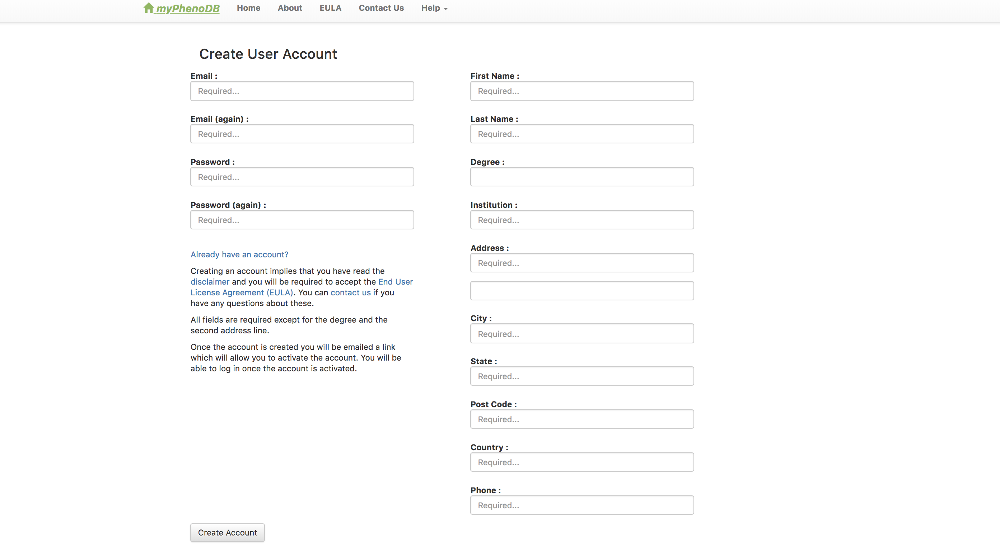 myPhenoDB Home About EULA Contact Us Help
Create User Account
Email :
Required...
Email (again) :
Required...
Password :
Required...
Password (again) :
Required...
Already have an account?
Creating an account implies that you have read the
disclaimer and you will be required to accept the End User
License Agreement (EULA). You can contact us if you
have any questions about these.
All fields are required except for the degree and the
second address line.
Once the account is created you will be emailed a link
which will allow you to activate the account. You will be
able to log in once the account is activated.
First Name :
Required...
Last Name :
Required...
Degree :
Institution :
Required...
Address :
Required...
City :
Required...
State :
Required...
Post Code :
Required...
Country :
Required...
Phone :
Required...
Create Account